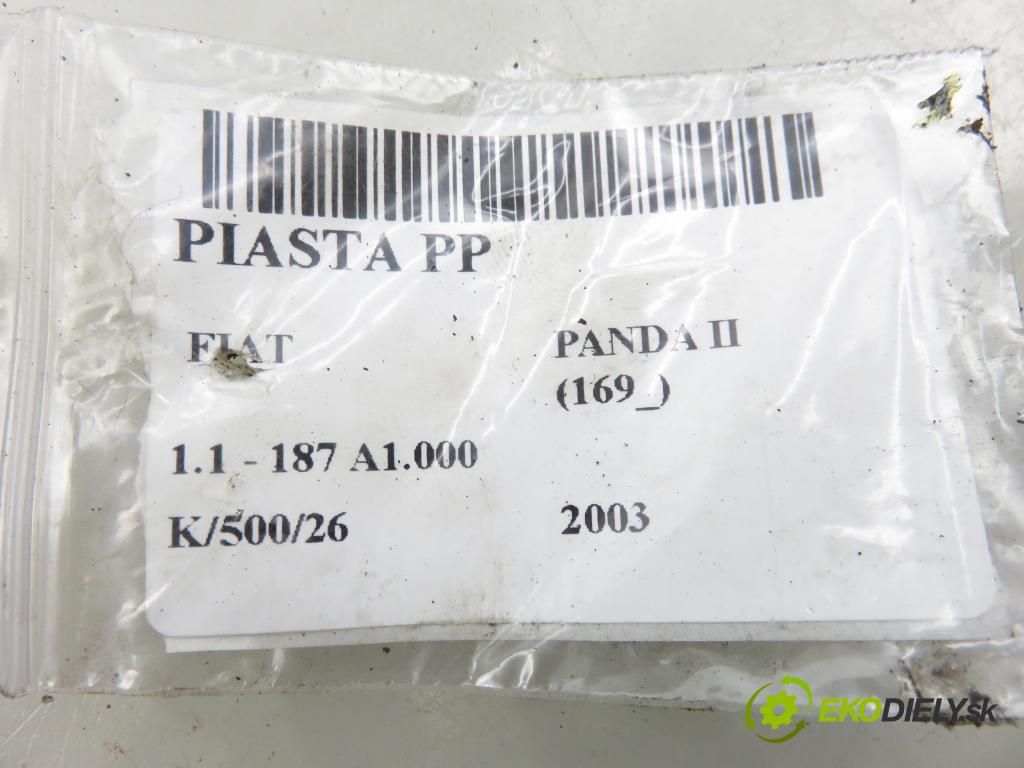 PIASTA PP
FIAT PANDA II
(169_)
1.1 - 187 A1.000
K/500/26 2003
EKODIELY.sk